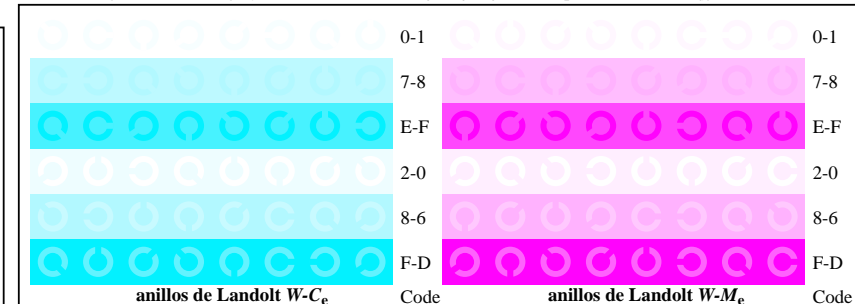 0-1 0-1
7-8 7-8
E-F E-F
2-0 2-0
8-6 8-6
F-D F-D
anillos de Landolt W-Ce Code anillos de Landolt W-Me Code